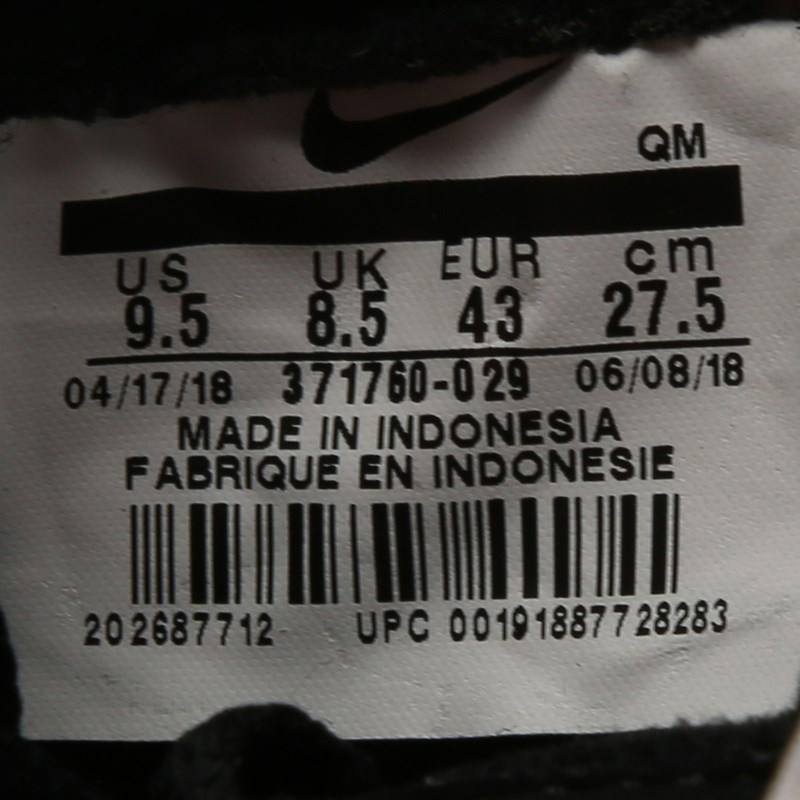 QM
US UK EUR cm
9.5 8.5 43 27.5
04/17/18 371760-029 06/08/18
MADE IN INDONESIA
FABRIQUE EN INDONESIE
202687712 UPC 00191887728283